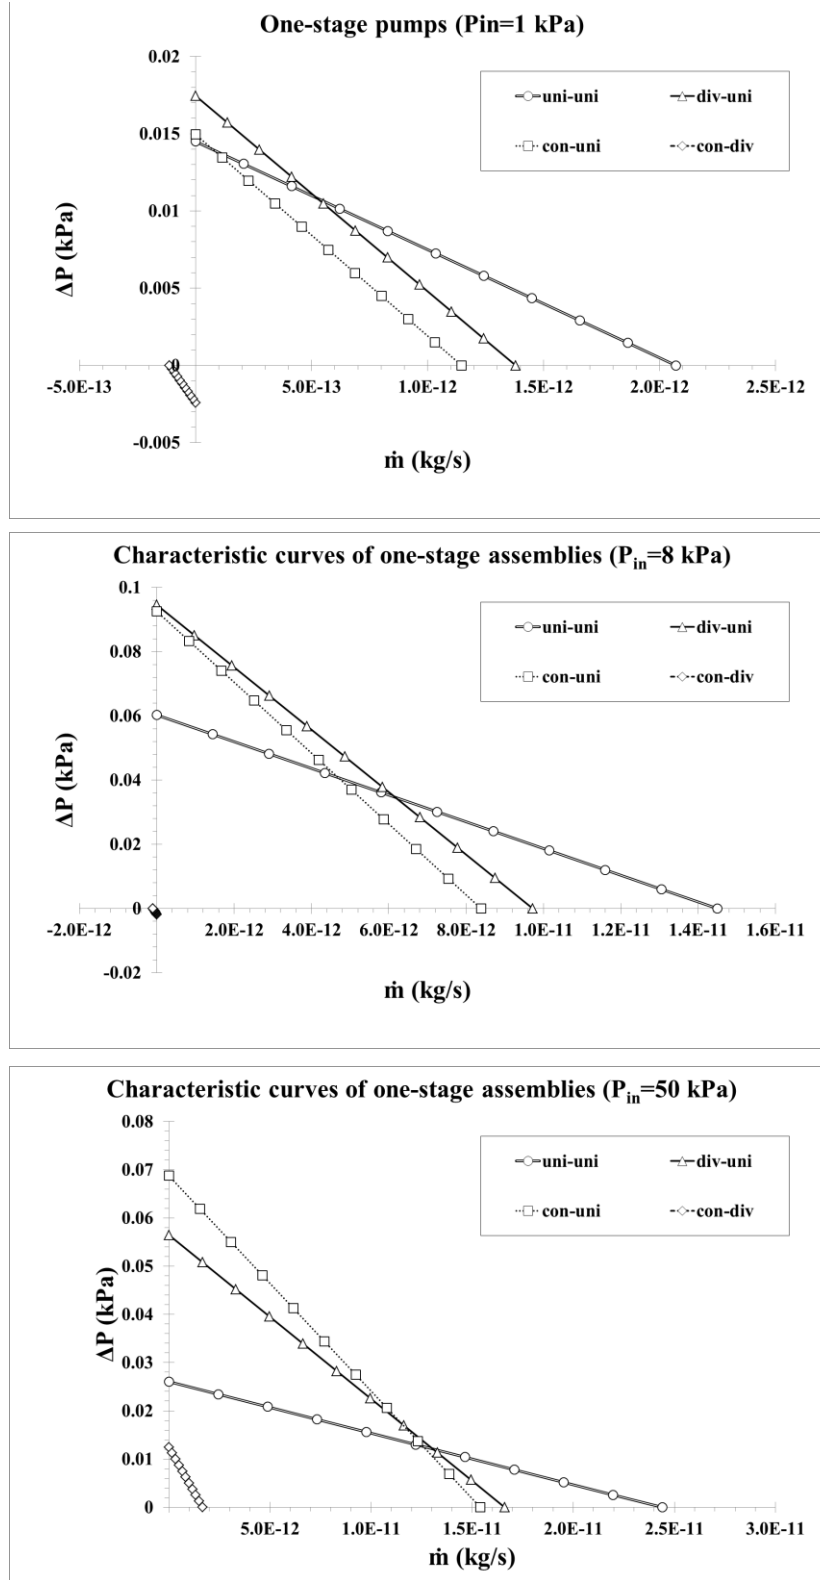 One-stage pumps (Pin=1 kPa)
0.02
uni-uni div-uni
0.015
con-uni con-div
0.01
ΔP (kPa)
0.005
0
-5.0E-13 5.0E-13 1.0E-12 1.5E-12 2.0E-12 2.5E-12
-0.005
ṁ (kg/s)
Characteristic curves of one-stage assemblies (Pin=8 kPa)
0.1
uni-uni div-uni
0.08
con-uni con-div
0.06
ΔP (kPa)
0.04
0.02
0
-2.0E-12 2.0E-12 4.0E-12 6.0E-12 8.0E-12 1.0E-11 1.2E-11 1.4E-11 1.6E-11
-0.02
ṁ (kg/s)
Characteristic curves of one-stage assemblies (Pin=50 kPa)
0.08
uni-uni div-uni
0.07
con-uni con-div
0.06
0.05
0.04
ΔP (kPa)
0.03
0.02
0.01
0
5.0E-12 1.0E-11 1.5E-11 2.0E-11 2.5E-11 3.0E-11
ṁ (kg/s)